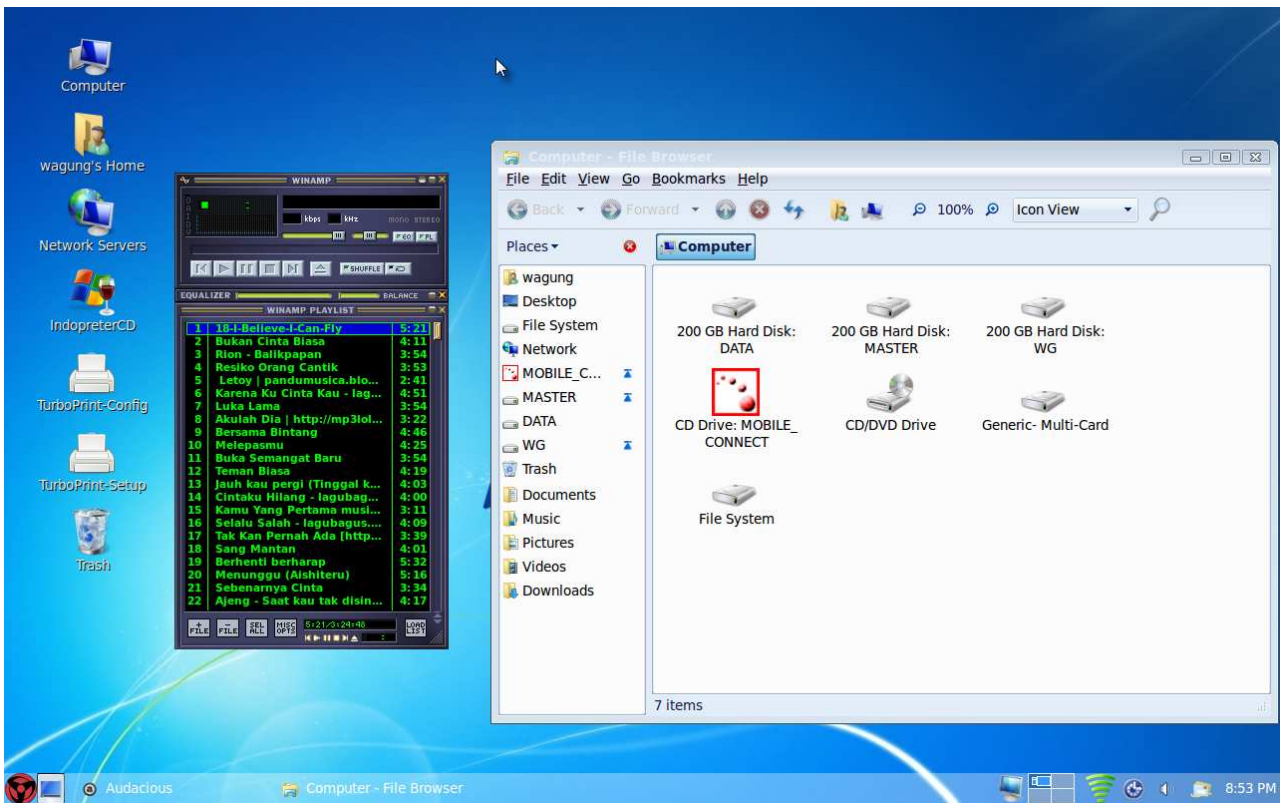 Computer
wagung's Home
Network Servers
IndopreterCD
TurboPrint-Config
TurboPrint-Setup
Trash
WINAMP
kbps kHz mono STEREO
EQ PL
SHUFFLE
EQUALIZER BALANCE
WINAMP PLAYLIST
1 18-I-Believe-I-Can-Fly 5:21
2 Bukan Cinta Biasa 4:11
3 Rion - Balikpapan 3:54
4 Resiko Orang Cantik 3:53
5 Letoy | pandumusica.blo... 2:41
6 Karena Ku Cinta Kau - lag... 4:51
7 Luka Lama 3:54
8 Akulah Dia | http://mp3lol... 3:22
9 Bersama Bintang 4:46
10 Melepasmu 4:25
11 Buka Semangat Baru 3:54
12 Teman Biasa 4:19
13 Jauh kau pergi (Tinggal k... 4:03
14 Cintaku Hilang - lagubag... 4:00
15 Kamu Yang Pertama musi... 3:11
16 Selalu Salah - lagubagus.... 4:09
17 Tak Kan Pernah Ada [http... 3:39
18 Sang Mantan 4:01
19 Berhenti berharap 5:32
20 Menunggu (Aishiteru) 5:16
21 Sebenarnya Cinta 3:34
22 Ajeng - Saat kau tak disin... 4:17
+ FILE - FILE SEL ALL MISC OPTS 5:21/3:24:48 LOAD LIST
Computer - File Browser
File Edit View Go Bookmarks Help
Back Forward 100% Icon View
Places Computer
wagung
Desktop
File System
Network
MOBILE_C...
MASTER
DATA
WG
Trash
Documents
Music
Pictures
Videos
Downloads
200 GB Hard Disk: DATA
200 GB Hard Disk: MASTER
200 GB Hard Disk: WG
CD Drive: MOBILE_CONNECT
CD/DVD Drive
Generic- Multi-Card
File System
7 items
Audacious
Computer - File Browser
8:53 PM